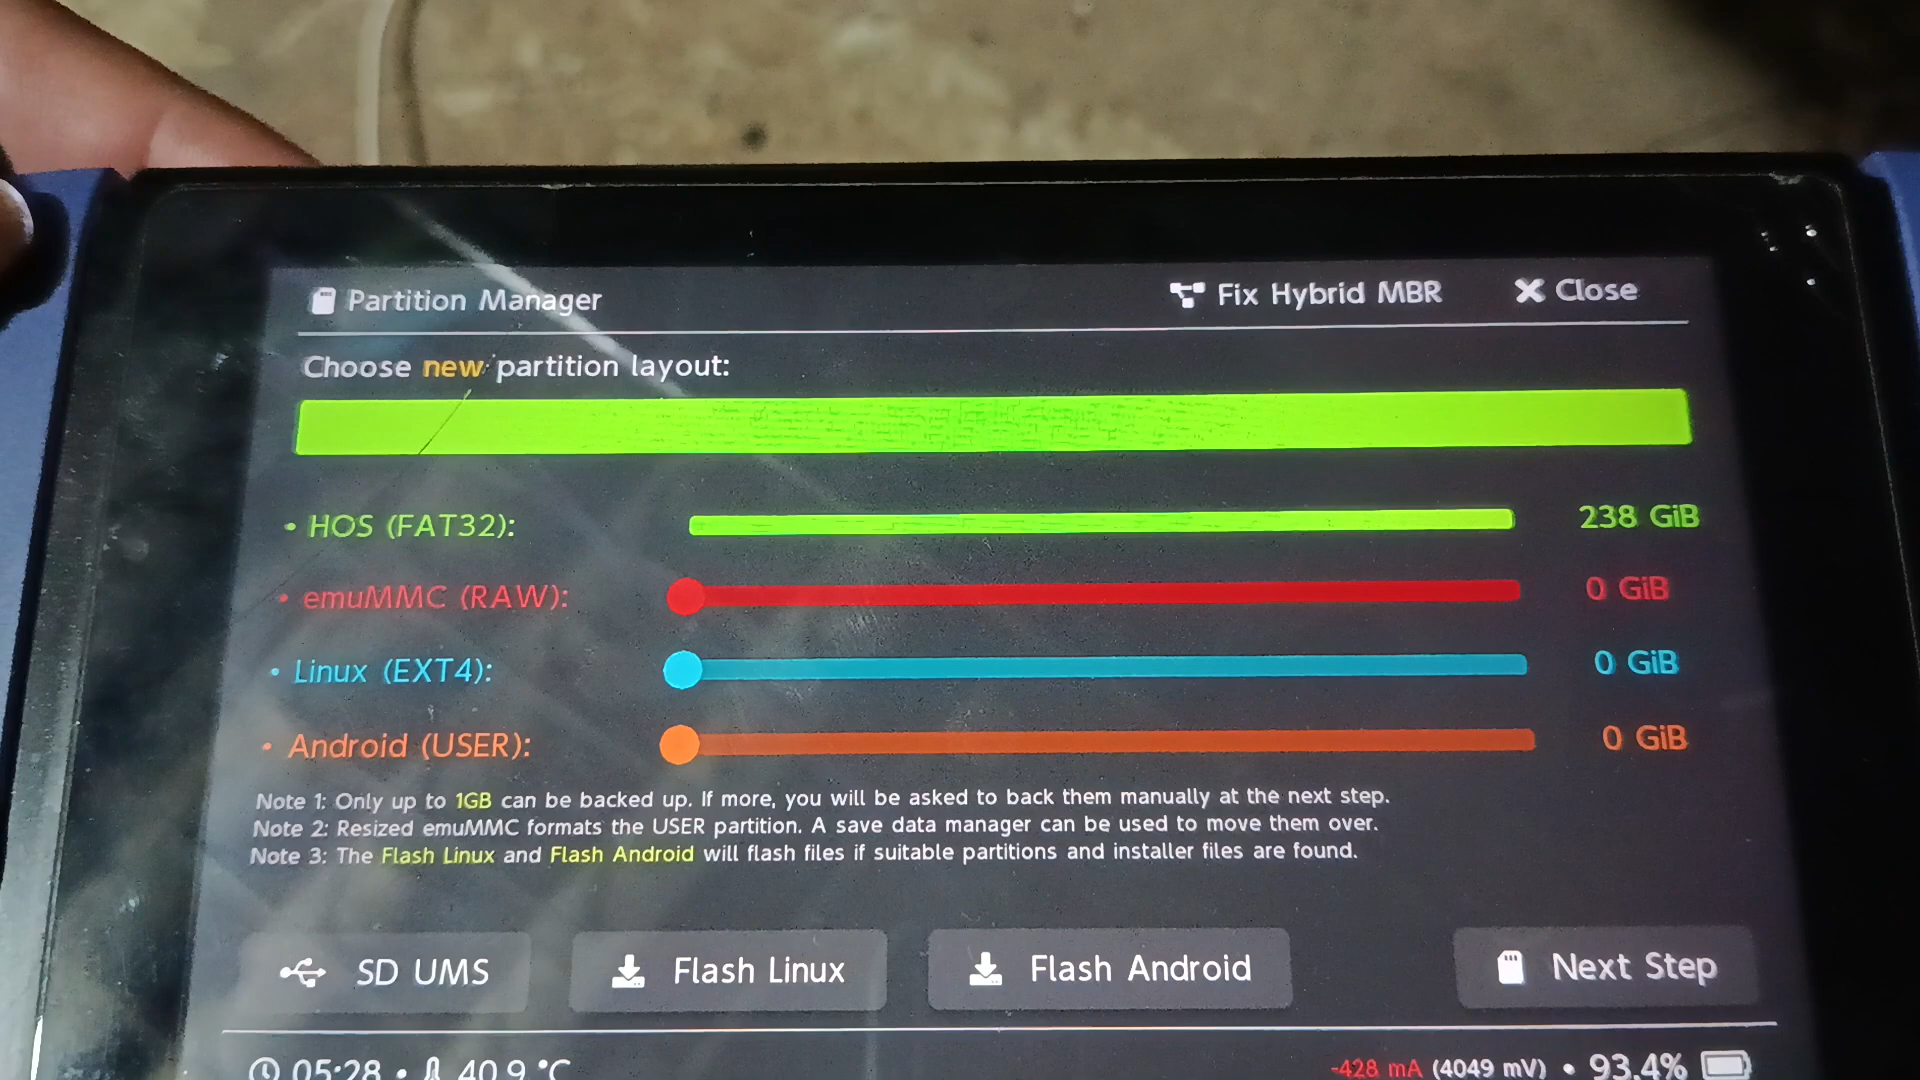 Partition Manager
Fix Hybrid MBR
Close
Choose new partition layout:
• HOS (FAT32): 238 GiB
• emuMMC (RAW): 0 GiB
• Linux (EXT4): 0 GiB
• Android (USER): 0 GiB
Note 1: Only up to 1GB can be backed up. If more, you will be asked to back them manually at the next step.
Note 2: Resized emuMMC formats the USER partition. A save data manager can be used to move them over.
Note 3: The Flash Linux and Flash Android will flash files if suitable partitions and installer files are found.
SD UMS
Flash Linux
Flash Android
Next Step
05:28 • 40.9 °C
-428 mA (4049 mV) • 93.4%